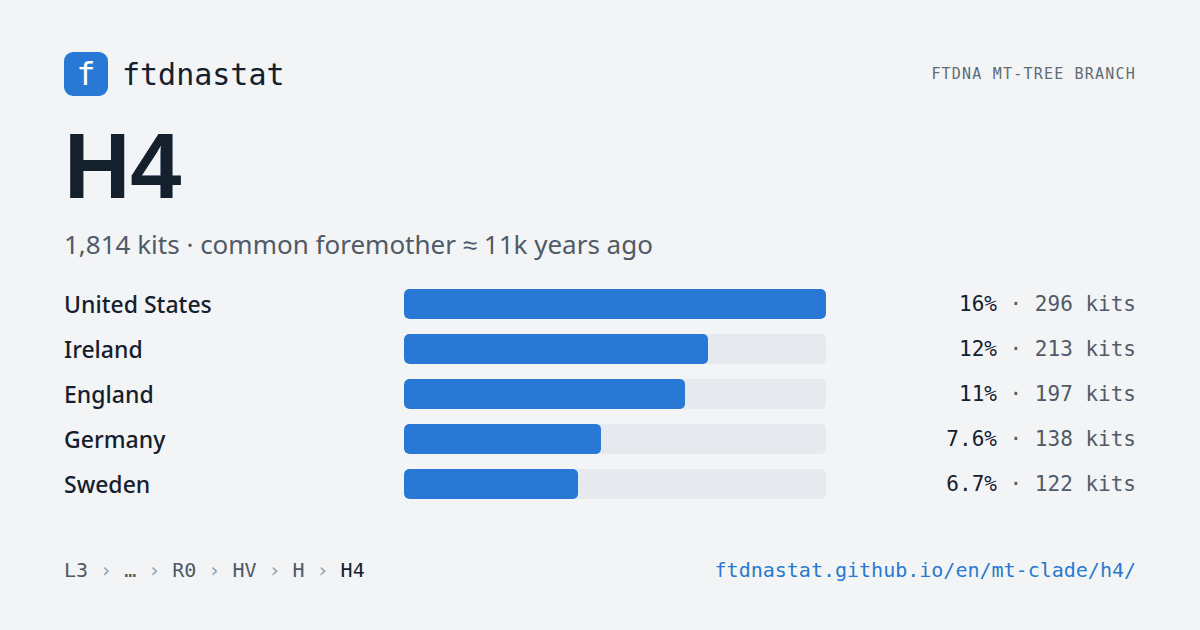 f ftdnastat
FTDNA MT-TREE BRANCH
H4
1,814 kits · common foremother ≈ 11k years ago
United States 16% · 296 kits
Ireland 12% · 213 kits
England 11% · 197 kits
Germany 7.6% · 138 kits
Sweden 6.7% · 122 kits
L3 › … › R0 › HV › H › H4
ftdnastat.github.io/en/mt-clade/h4/